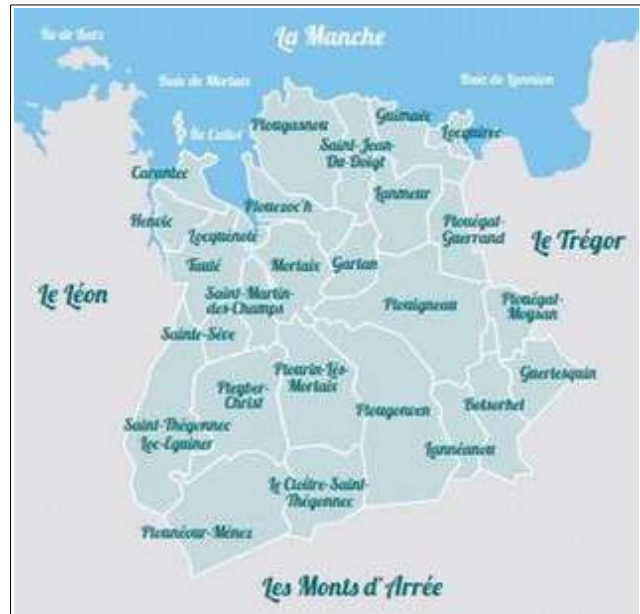 La Manche
Île de Batz
Baie de Morlaix
Baie de Lannion
Île Callot
Plougasnou
Guimaëc
Locquirec
Saint-Jean
Du-Doigt
Carantec
Lanmeur
Plouezoc'h
Henvic
Plouégal-
Guerrand
Locquénolé
Le Trégor
Taulé
Morlaix
Garlan
Le Léon
Saint-Martin
des-Champs
Plouigneau
Plouégal-
Moysan
Sainte-Sève
Plourin-Lès-
Morlaix
Guerlesquin
Pleyber-
Christ
Plougonven
Botsorhel
Saint-Thégonnec
Loc-Eguiner
Lannéanou
Le Cloître-Saint-
Thégonnec
Plounéour-Ménez
Les Monts d'Arrée